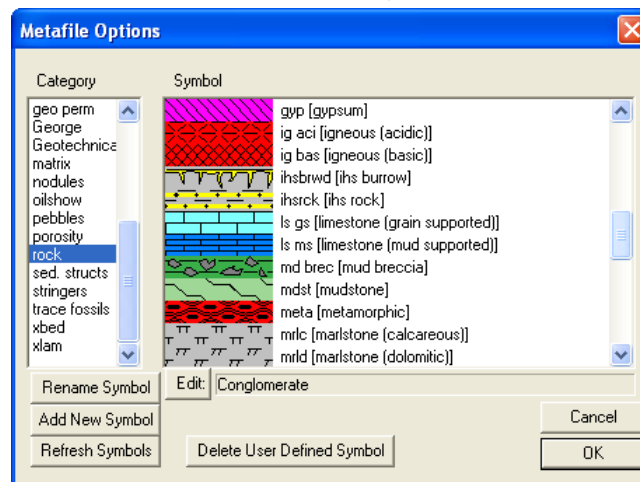 Metafile Options
Category
Symbol
geo perm
George
Geotechnica
matrix
nodules
oilshow
pebbles
porosity
rock
sed. structs
stringers
trace fossils
xbed
xlam
gyp [gypsum]
ig aci [igneous (acidic)]
ig bas [igneous (basic)]
ihsbrwd [ihs burrow]
ihsrck [ihs rock]
ls gs [limestone (grain supported)]
ls ms [limestone (mud supported)]
md brec [mud breccia]
mdst [mudstone]
meta [metamorphic]
mrlc [marlstone (calcareous)]
mrld [marlstone (dolomitic)]
Rename Symbol
Edit:
Conglomerate
Add New Symbol
Cancel
Refresh Symbols
Delete User Defined Symbol
OK